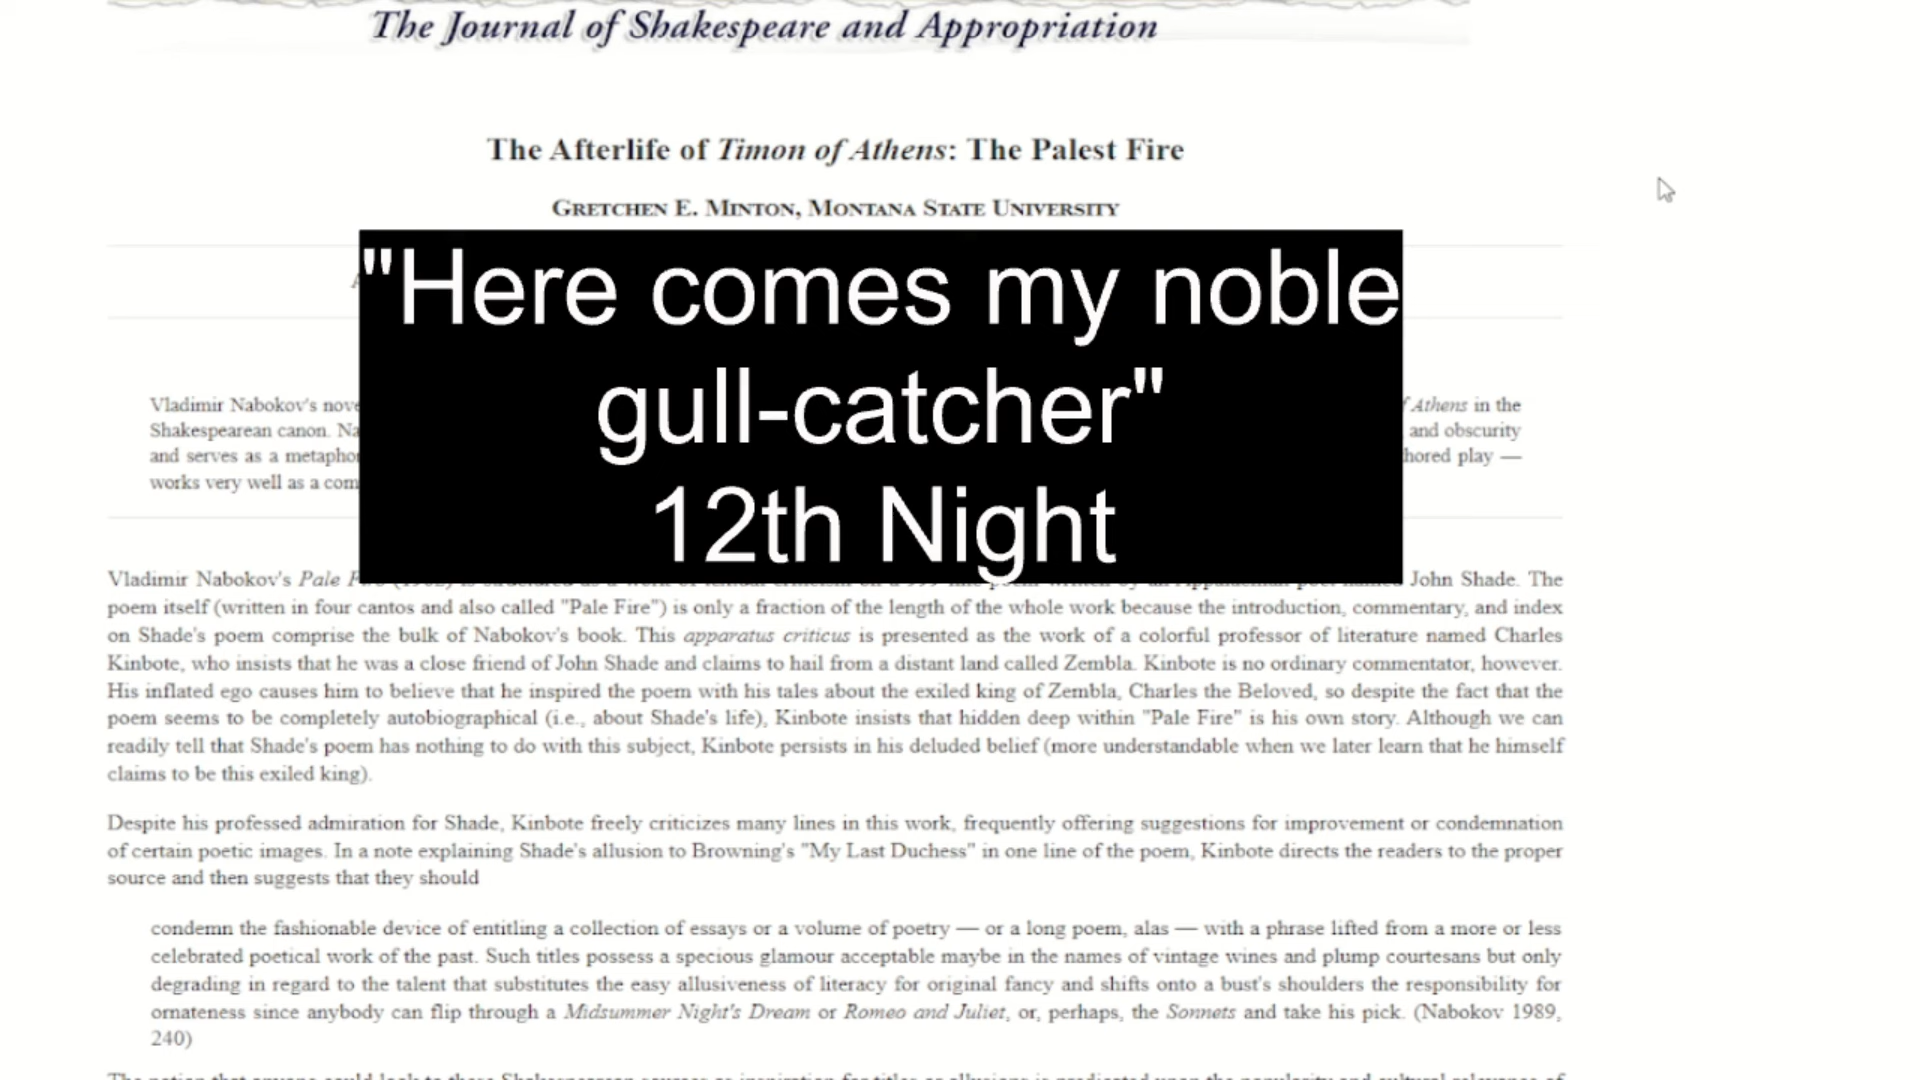 The Journal of Shakespeare and Appropriation
The Afterlife of Timon of Athens: The Palest Fire
GRETCHEN E. MINTON, MONTANA STATE UNIVERSITY
"Here comes my noble
gull-catcher"
12th Night
Vladimir Nabokov's Athens in the
Shakespearean canon. and obscurity
and serves as a play —
works very well as a
Vladimir Nabokov's Pale John Shade. The
poem itself (written in four cantos and also called "Pale Fire") is only a fraction of the length of the whole work because the introduction, commentary, and index
on Shade's poem comprise the bulk of Nabokov's book. This apparatus criticus is presented as the work of a colorful professor of literature named Charles
Kinbote, who insists that he was a close friend of John Shade and claims to hail from a distant land called Zembla. Kinbote is no ordinary commentator, however.
His inflated ego causes him to believe that he inspired the poem with his tales about the exiled king of Zembla, Charles the Beloved, so despite the fact that the
poem seems to be completely autobiographical (i.e., about Shade's life), Kinbote insists that hidden deep within "Pale Fire" is his own story. Although we can
readily tell that Shade's poem has nothing to do with this subject, Kinbote persists in his deluded belief (more understandable when we later learn that he himself
claims to be this exiled king).
Despite his professed admiration for Shade, Kinbote freely criticizes many lines in this work, frequently offering suggestions for improvement or condemnation
of certain poetic images. In a note explaining Shade's allusion to Browning's "My Last Duchess" in one line of the poem, Kinbote directs the readers to the proper
source and then suggests that they should
condemn the fashionable device of entitling a collection of essays or a volume of poetry — or a long poem, alas — with a phrase lifted from a more or less
celebrated poetical work of the past. Such titles possess a specious glamour acceptable maybe in the names of vintage wines and plump courtesans but only
degrading in regard to the talent that substitutes the easy allusiveness of literacy for original fancy and shifts onto a bust's shoulders the responsibility for
ornateness since anybody can flip through a Midsummer Night's Dream or Romeo and Juliet, or, perhaps, the Sonnets and take his pick. (Nabokov 1989,
240)